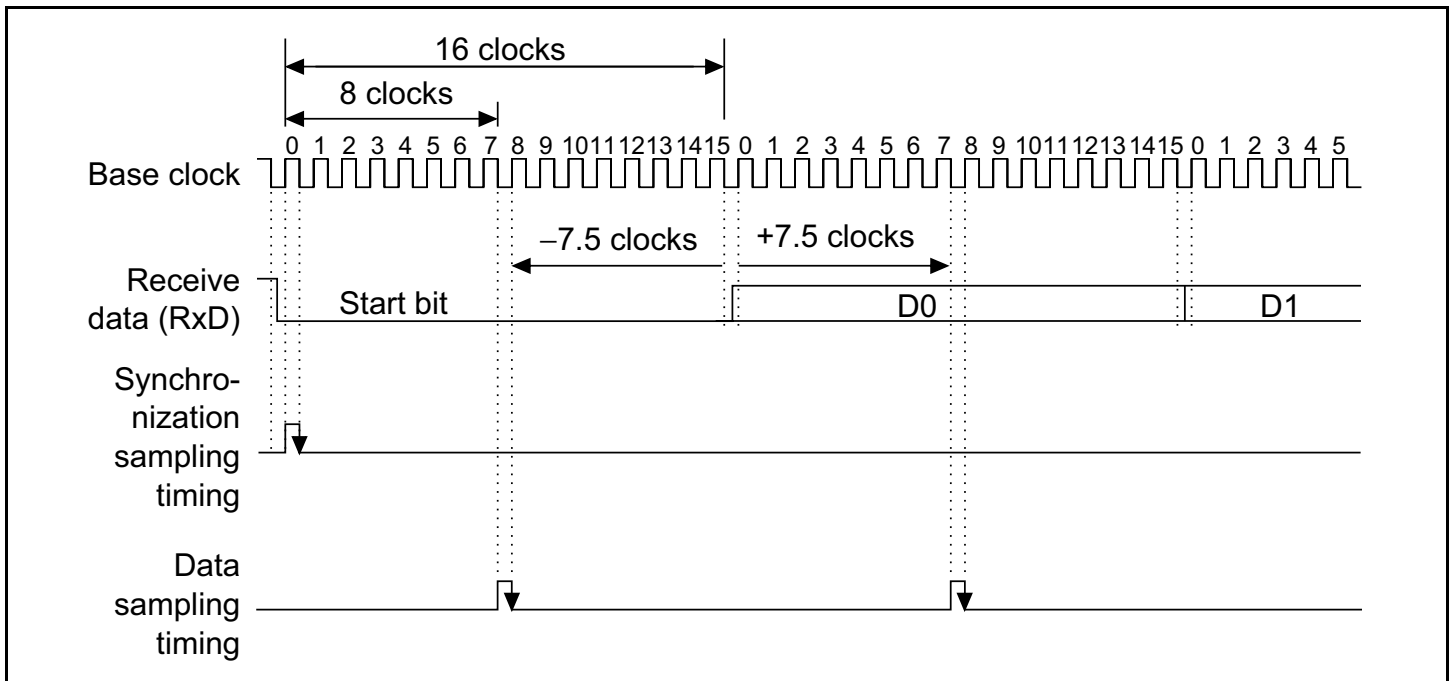 16 clocks
8 clocks
0 1 2 3 4 5 6 7 8 9 10 11 12 13 14 15 0 1 2 3 4 5 6 7 8 9 10 11 12 13 14 15 0 1 2 3 4 5
Base clock
−7.5 clocks
+7.5 clocks
Receive
data (RxD)
Start bit
D0
D1
Synchro-
nization
sampling
timing
Data
sampling
timing